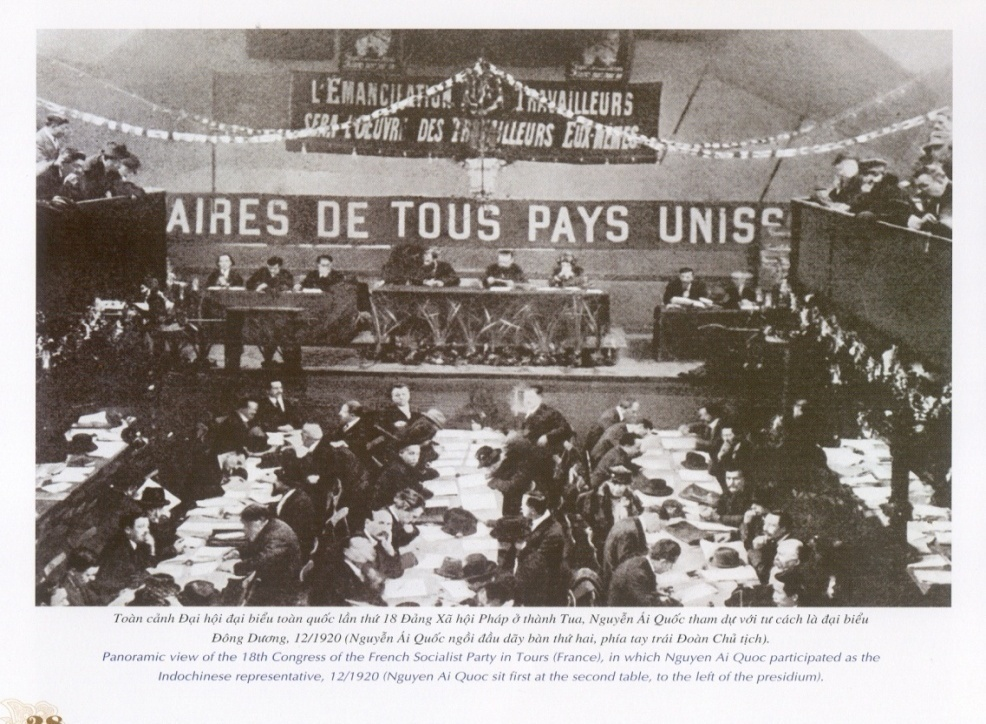 L'ÉMANCIPATION TRAVAILLEURS
SERA L'ŒUVRE DES TRAVAILLEURS EUX-MÊMES
AIRES DE TOUS PAYS UNISS
Toàn cảnh Đại hội đại biểu toàn quốc lần thứ 18 Đảng Xã hội Pháp ở thành Tua, Nguyễn Ái Quốc tham dự với tư cách là đại biểu
Đông Dương, 12/1920 (Nguyễn Ái Quốc ngồi đầu dãy bàn thứ hai, phía tay trái Đoàn Chủ tịch).
Panoramic view of the 18th Congress of the French Socialist Party in Tours (France), in which Nguyen Ai Quoc participated as the
Indochinese representative, 12/1920 (Nguyen Ai Quoc sit first at the second table, to the left of the presidium).